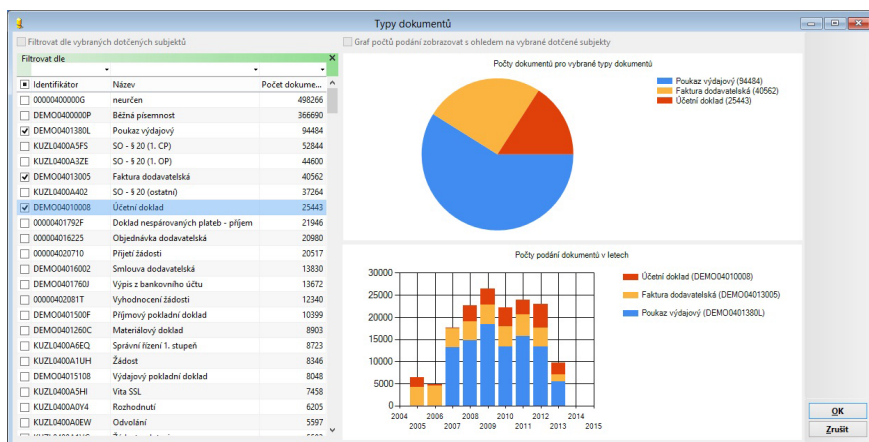 Typy dokumentů
Filtrovat dle vybraných dotčených subjektů
Graf počtů podání zobrazovat s ohledem na vybrané dotčené subjekty
Filtrovat dle
Identifikátor Název Počet dokume...
00000400000G neurčen 498266
DEMO0400000P Běžná písemnost 366690
DEMO0401380L Poukaz výdajový 94484
KUZL0400A5FS SO - § 20 (1. CP) 52844
KUZL0400A3ZE SO - § 20 (1. OP) 44600
DEMO04013005 Faktura dodavatelská 40562
KUZL0400A402 SO - § 20 (ostatní) 37264
DEMO04010008 Účetní doklad 25443
00000401792F Doklad nespárovaných plateb - příjem 21946
000004016225 Objednávka dodavatelská 20980
000004020710 Přijetí žádosti 20517
DEMO04016002 Smlouva dodavatelská 13830
DEMO0401760J Výpis z bankovního účtu 13672
00000402081T Vyhodnocení žádosti 12340
DEMO0401500F Příjmový pokladní doklad 10399
DEMO0401260C Materiálový doklad 8903
KUZL0400A6EQ Správní řízení 1. stupeň 8723
KUZL0400A1UH Žádost 8346
DEMO04015108 Výdajový pokladní doklad 8048
KUZL0400A5HI Vita SSL 7458
KUZL0400A0Y4 Rozhodnutí 6205
KUZL0400A0EW Odvolání 5597
Počty dokumentů pro vybrané typy dokumentů
Poukaz výdajový (94484)
Faktura dodavatelská (40562)
Účetní doklad (25443)
Počty podání dokumentů v letech
30000
25000
20000
15000
10000
5000
0
2004 2006 2008 2010 2012 2014
2005 2007 2009 2011 2013 2015
Účetní doklad (DEMO04010008)
Faktura dodavatelská (DEMO04013005)
Poukaz výdajový (DEMO0401380L)
OK
Zrušit